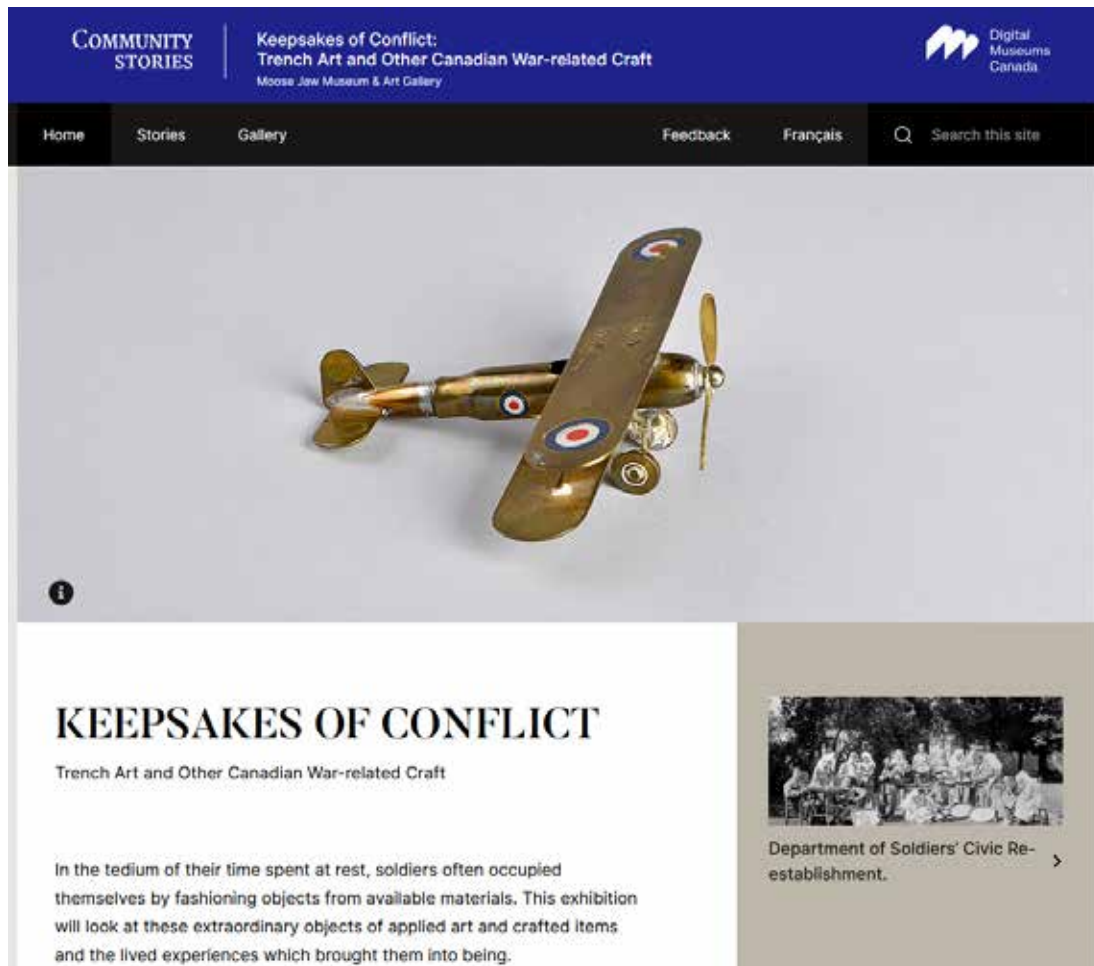 COMMUNITY
STORIES
Keepsakes of Conflict:
Trench Art and Other Canadian War-related Craft
Moose Jaw Museum & Art Gallery
Digital
Museums
Canada
Home
Stories
Gallery
Feedback
Français
Search this site
KEEPSAKES OF CONFLICT
Trench Art and Other Canadian War-related Craft
In the tedium of their time spent at rest, soldiers often occupied
themselves by fashioning objects from available materials. This exhibition
will look at these extraordinary objects of applied art and crafted items
and the lived experiences which brought them into being.
Department of Soldiers' Civic Re-
establishment.